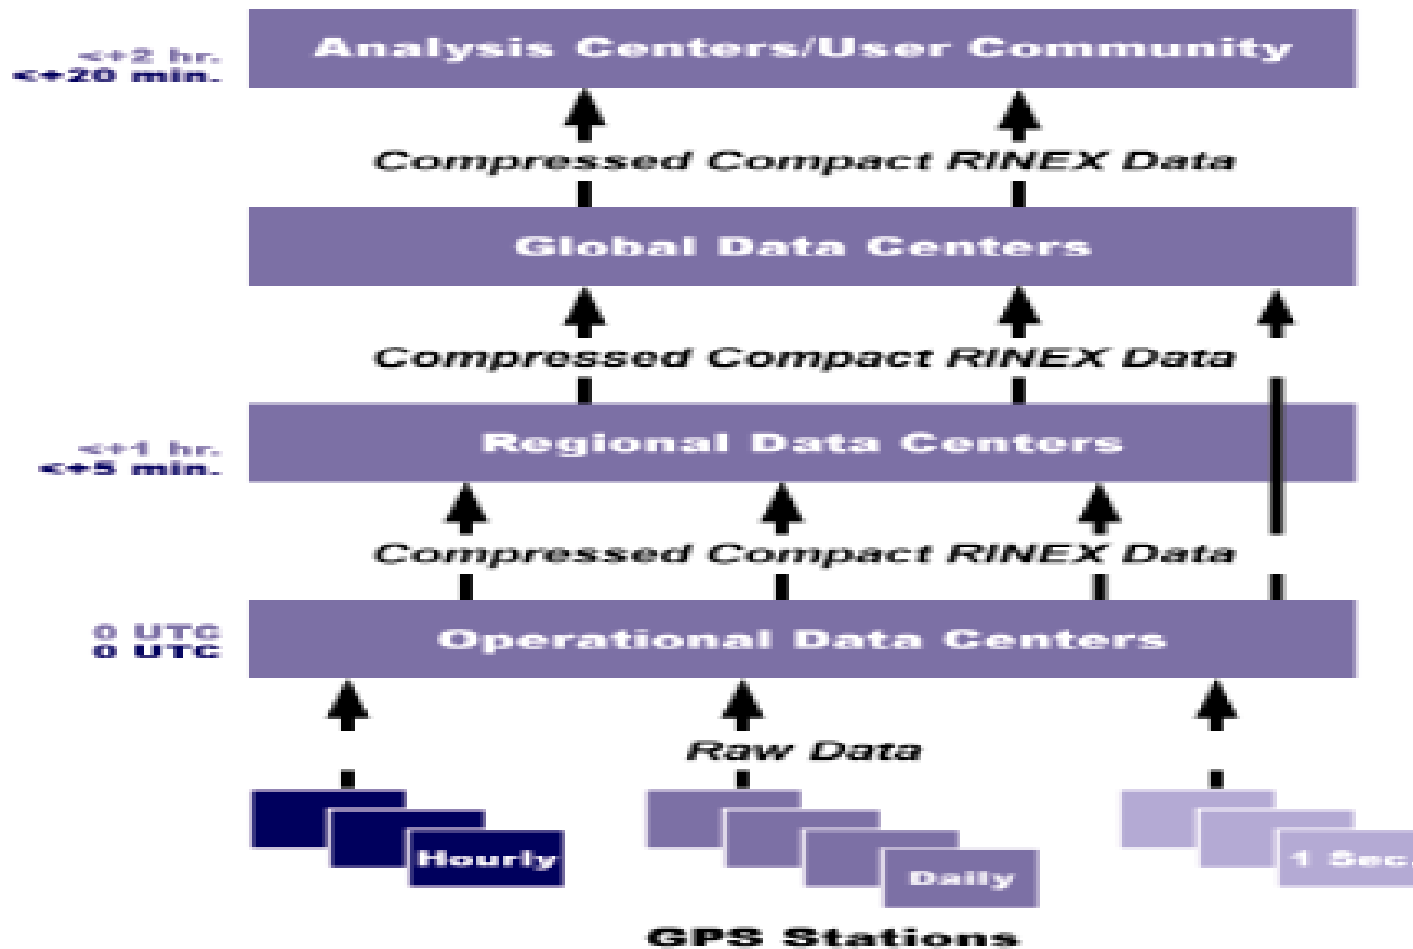 <+2 hr.
<+20 min.
Analysis Centers/User Community
Compressed Compact RINEX Data
Global Data Centers
Compressed Compact RINEX Data
<+1 hr.
<+5 min.
Regional Data Centers
Compressed Compact RINEX Data
0 UTC
0 UTC
Operational Data Centers
Raw Data
Hourly
Daily
1 Sec.
GPS Stations